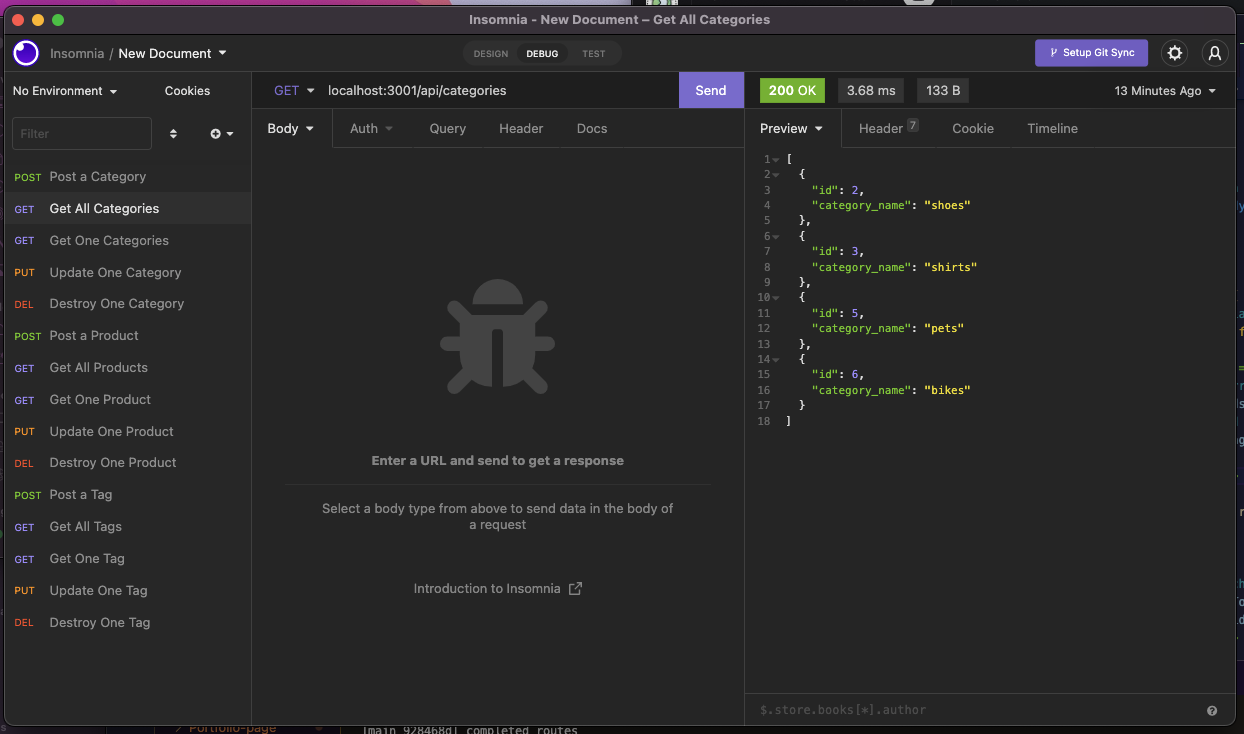 Insomnia - New Document – Get All Categories
Insomnia / New Document
DESIGN DEBUG TEST
Setup Git Sync
No Environment Cookies
GET localhost:3001/api/categories Send
200 OK 3.68 ms 133 B 13 Minutes Ago
Filter
Body Auth Query Header Docs
Preview Header 7 Cookie Timeline
POST Post a Category
GET Get All Categories
GET Get One Categories
PUT Update One Category
DEL Destroy One Category
POST Post a Product
GET Get All Products
GET Get One Product
PUT Update One Product
DEL Destroy One Product
POST Post a Tag
GET Get All Tags
GET Get One Tag
PUT Update One Tag
DEL Destroy One Tag
Enter a URL and send to get a response
Select a body type from above to send data in the body of
a request
Introduction to Insomnia
1 [
2 {
3 "id": 2,
4 "category_name": "shoes"
5 },
6 {
7 "id": 3,
8 "category_name": "shirts"
9 },
10 {
11 "id": 5,
12 "category_name": "pets"
13 },
14 {
15 "id": 6,
16 "category_name": "bikes"
17 }
18 ]
$.store.books[*].author
Portfolio-page
[main 928468d] completed routes